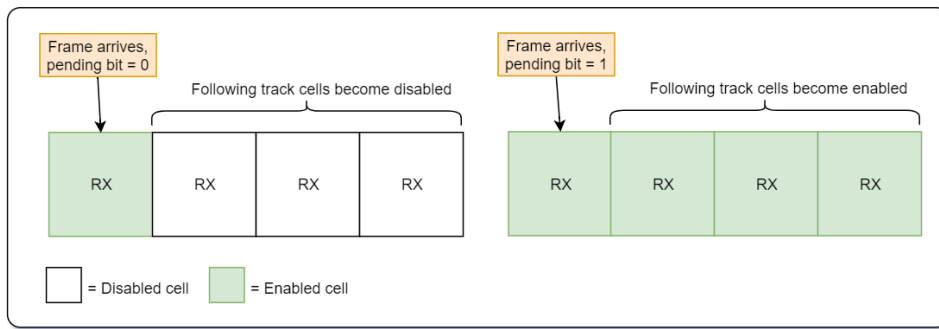 Frame arrives,
pending bit = 0
Following track cells become disabled
RX
RX
RX
RX
Frame arrives,
pending bit = 1
Following track cells become enabled
RX
RX
RX
RX
= Disabled cell
= Enabled cell